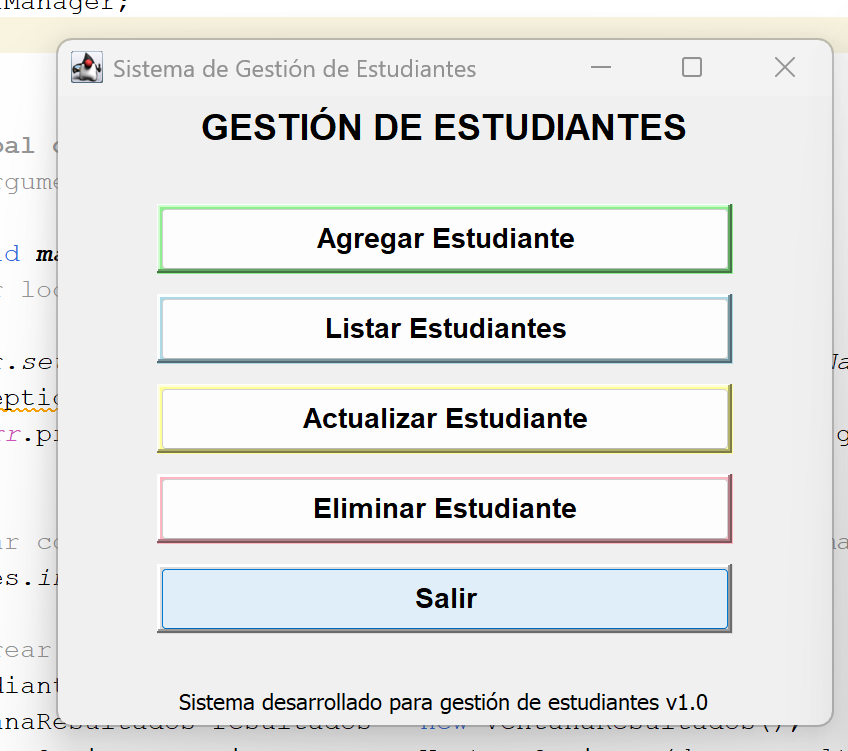 Manager;
Sistema de Gestión de Estudiantes
GESTIÓN DE ESTUDIANTES
Agregar Estudiante
Listar Estudiantes
Actualizar Estudiante
Eliminar Estudiante
Salir
Sistema desarrollado para gestión de estudiantes v1.0